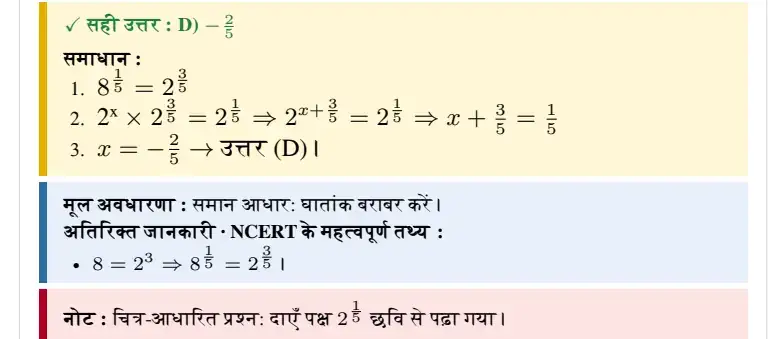 ✓ सही उत्तर : D) − 2/5
समाधान :
1. 8^(1/5) = 2^(3/5)
2. 2^x × 2^(3/5) = 2^(1/5) ⇒ 2^(x+3/5) = 2^(1/5) ⇒ x + 3/5 = 1/5
3. x = −2/5 → उत्तर (D)।
मूल अवधारणा : समान आधार: घातांक बराबर करें।
अतिरिक्त जानकारी · NCERT के महत्वपूर्ण तथ्य :
• 8 = 2^3 ⇒ 8^(1/5) = 2^(3/5) ।
नोट : चित्र-आधारित प्रश्न: दाएँ पक्ष 2^(1/5) छवि से पढ़ा गया।